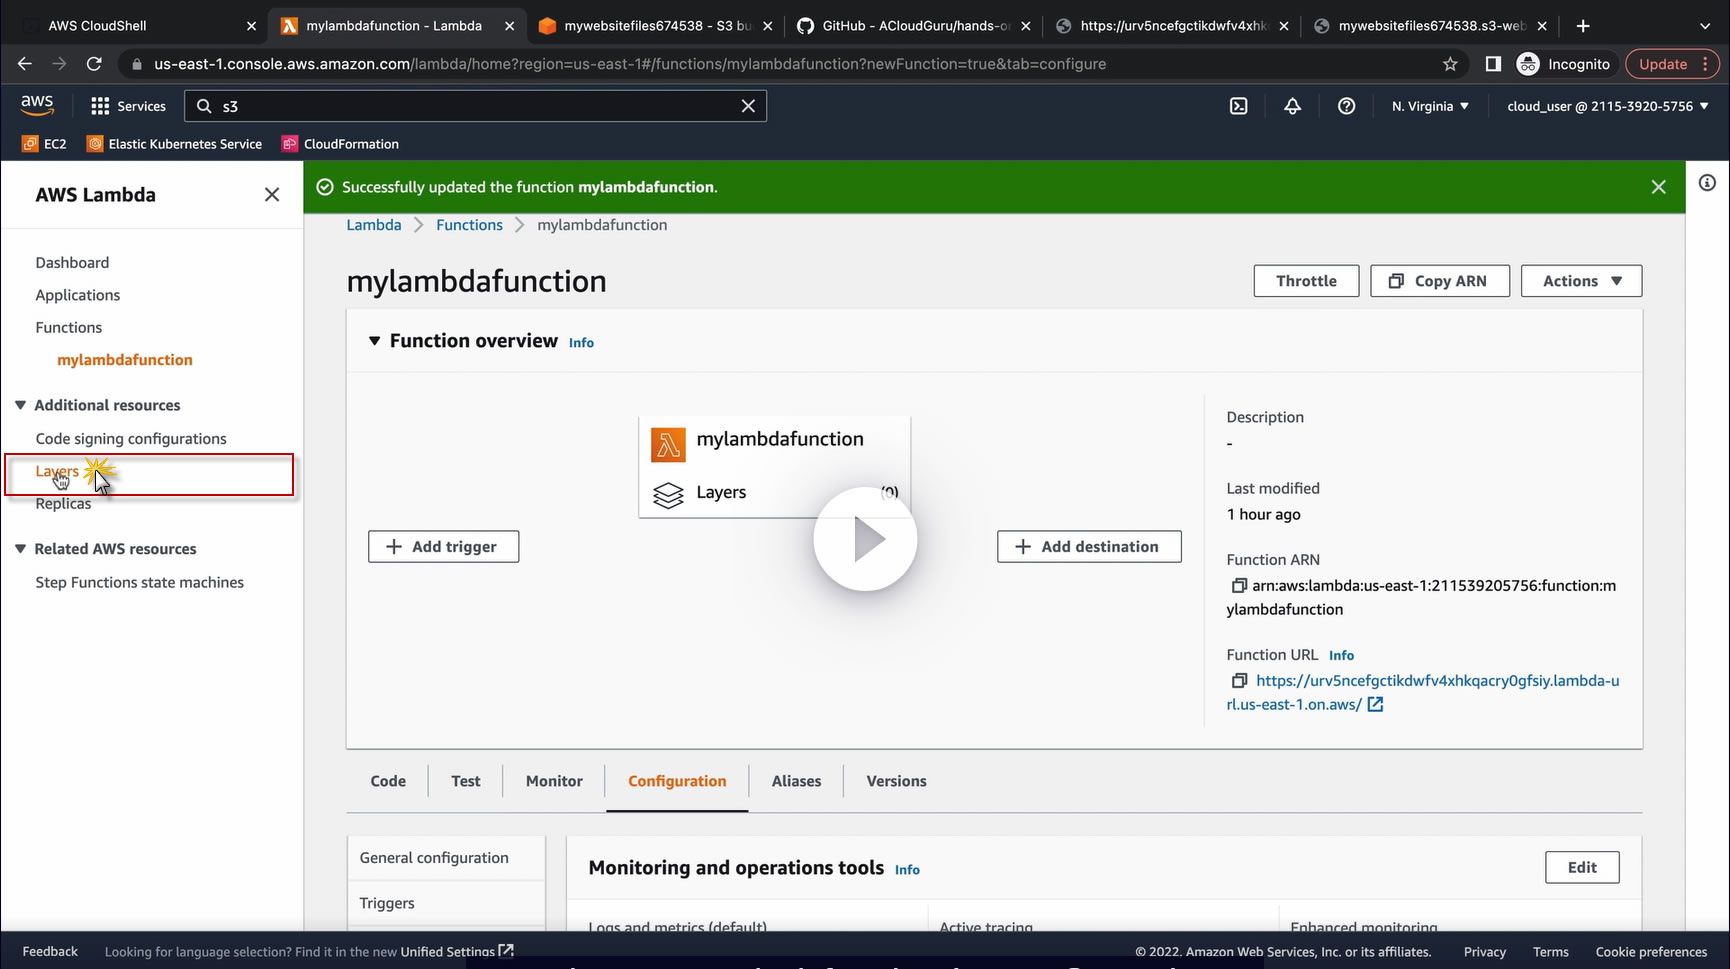 AWS CloudShell
mylambdafunction - Lambda
mywebsitefiles674538 - S3 bu
GitHub - ACloudGuru/hands-o
https://urv5ncefgctikdwfv4xhk
mywebsitefiles674538.s3-web
us-east-1.console.aws.amazon.com/lambda/home?region=us-east-1#/functions/mylambdafunction?newFunction=true&tab=configure
Incognito
Update
aws
Services
s3
N. Virginia
cloud_user @ 2115-3920-5756
EC2
Elastic Kubernetes Service
CloudFormation
AWS Lambda
Dashboard
Applications
Functions
mylambdafunction
Additional resources
Code signing configurations
Layers
Replicas
Related AWS resources
Step Functions state machines
Successfully updated the function mylambdafunction.
Lambda > Functions > mylambdafunction
mylambdafunction
Throttle
Copy ARN
Actions
Function overview Info
mylambdafunction
Layers (0)
+ Add trigger
+ Add destination
Description
-
Last modified
1 hour ago
Function ARN
arn:aws:lambda:us-east-1:211539205756:function:m
ylambdafunction
Function URL Info
https://urv5ncefgctikdwfv4xhkqacry0gfsiy.lambda-u
rl.us-east-1.on.aws/
Code
Test
Monitor
Configuration
Aliases
Versions
General configuration
Triggers
Monitoring and operations tools Info
Edit
Logs and metrics (default)
Active tracing
Enhanced monitoring
Feedback
Looking for language selection? Find it in the new Unified Settings
© 2022, Amazon Web Services, Inc. or its affiliates.
Privacy
Terms
Cookie preferences